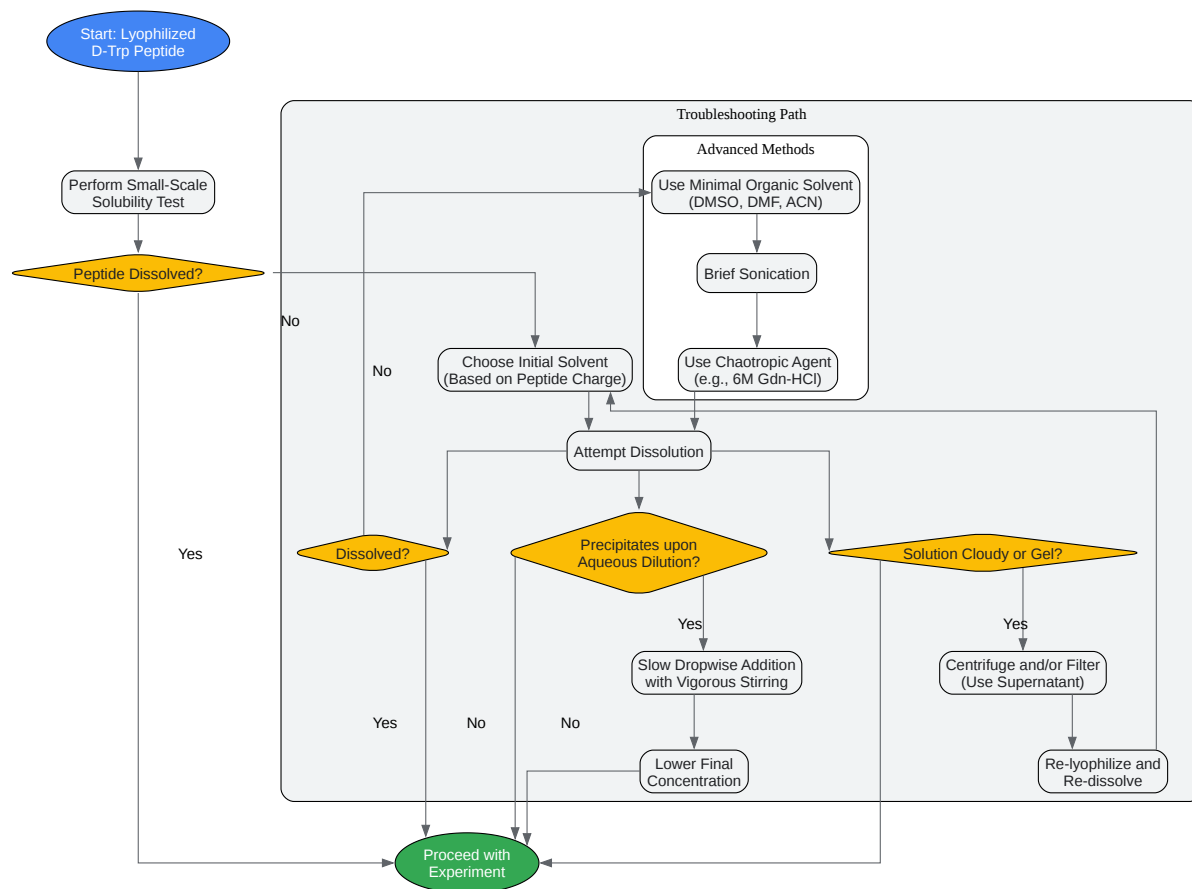 Start: Lyophilized
D-Trp Peptide
Troubleshooting Path
Advanced Methods
Perform Small-Scale
Solubility Test
Use Minimal Organic Solvent
(DMSO, DMF, ACN)
Peptide Dissolved?
Brief Sonication
No
Choose Initial Solvent
(Based on Peptide Charge)
Use Chaotropic Agent
(e.g., 6M Gdn-HCl)
No
Attempt Dissolution
Yes
Dissolved?
Precipitates upon
Aqueous Dilution?
Solution Cloudy or Gel?
Yes
Yes
Slow Dropwise Addition
with Vigorous Stirring
Centrifuge and/or Filter
(Use Supernatant)
Yes
No
No
Lower Final
Concentration
Re-lyophilize and
Re-dissolve
Proceed with
Experiment